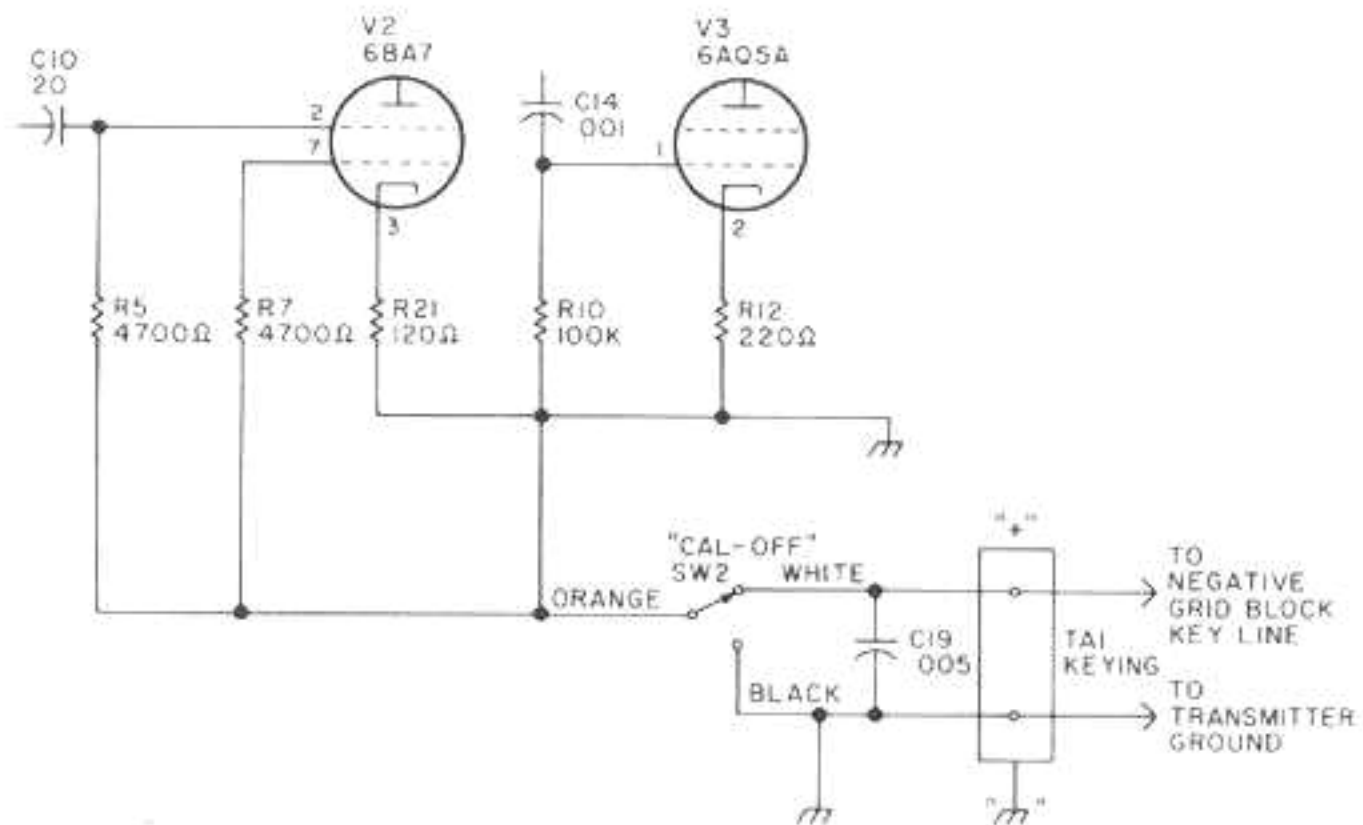 C10
20
V2
6BA7
2
7
3
V3
6AQ5A
C14
.001
1
2
R5
4700Ω
R7
4700Ω
R21
120Ω
R10
100K
R12
220Ω
"CAL-OFF"
SW2
WHITE
ORANGE
BLACK
C19
.005
"+"
TA1
KEYING
TO
NEGATIVE
GRID BLOCK
KEY LINE
TO
TRANSMITTER
GROUND
" "